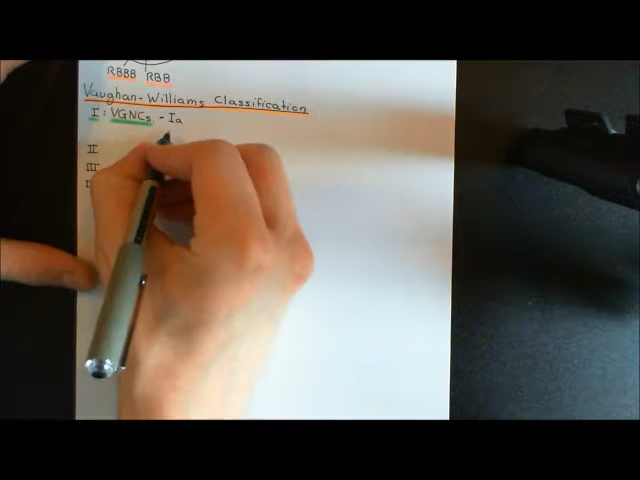 RBBB RBB
Vaughan-Williams Classification
I: VGNCs - Ia
II
III